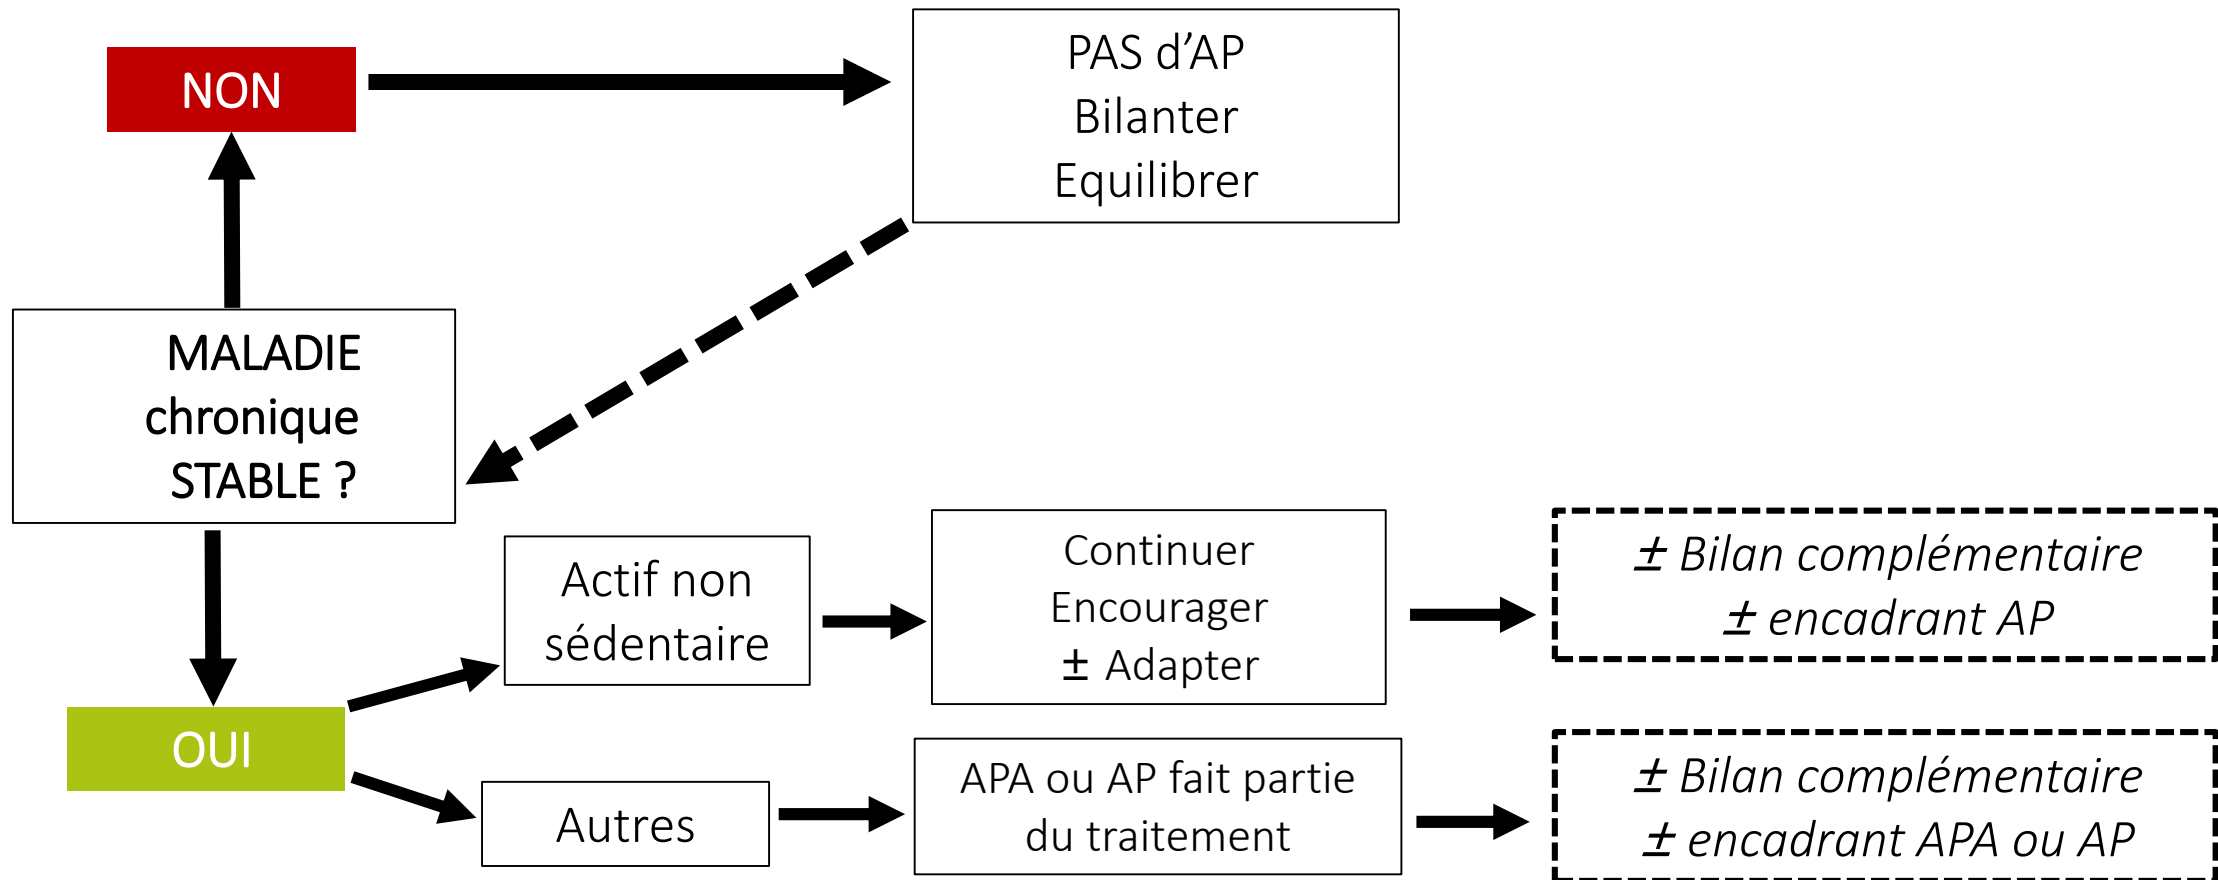 NON
PAS d’AP
Bilanter
Equilibrer
MALADIE
chronique
STABLE ?
OUI
Actif non
sédentaire
Continuer
Encourager
± Adapter
± Bilan complémentaire
± encadrant AP
Autres
APA ou AP fait partie
du traitement
± Bilan complémentaire
± encadrant APA ou AP